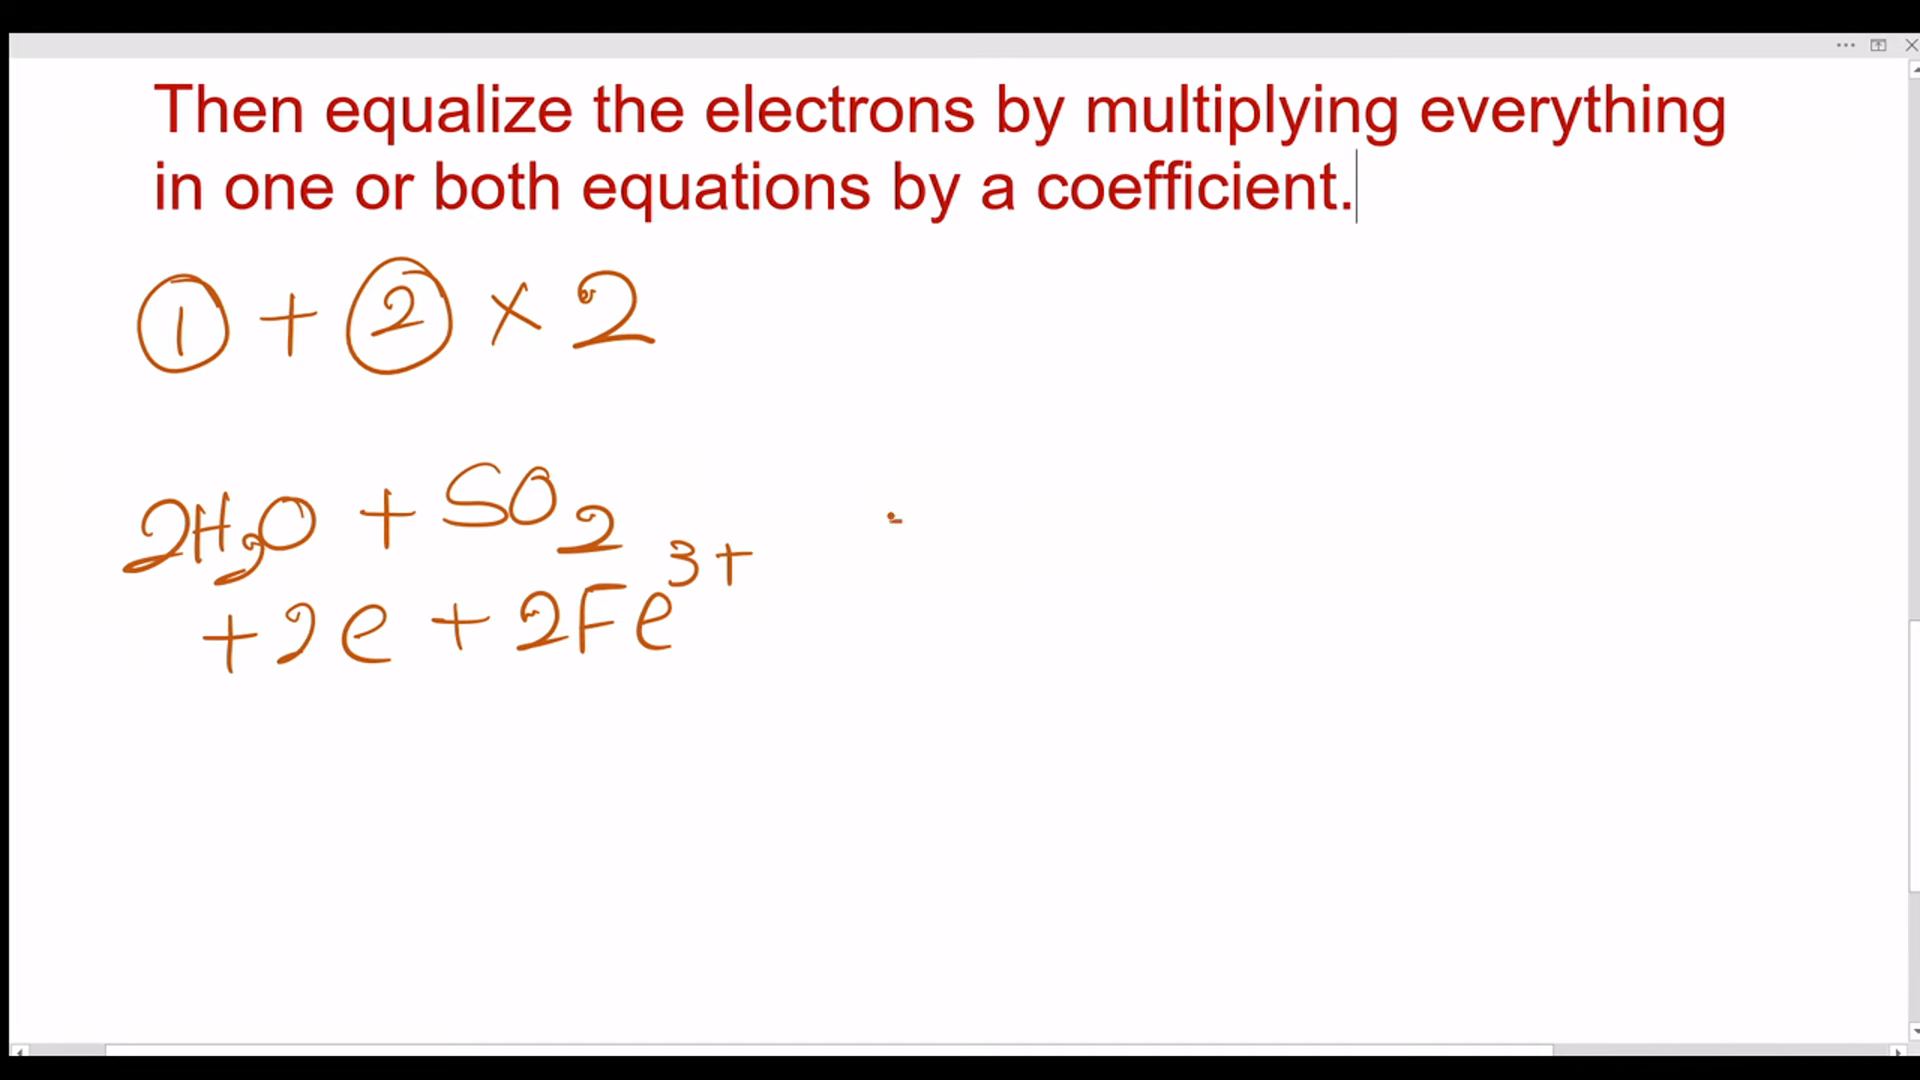 Then equalize the electrons by multiplying everything
in one or both equations by a coefficient.
① + ② × 2
2H₂O + SO₂
+2e + 2Fe³⁺